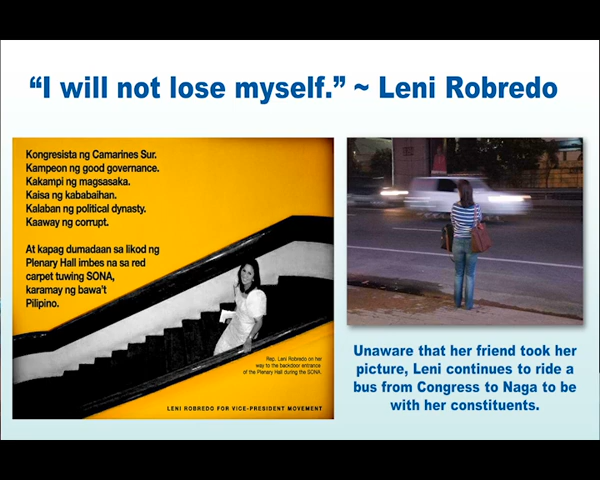 “I will not lose myself.” ~ Leni Robredo
Kongresista ng Camarines Sur.
Kampeon ng good governance.
Kakampi ng magsasaka.
Kaisa ng kababaihan.
Kalaban ng political dynasty.
Kaaway ng corrupt.
At kapag dumadaan sa likod ng
Plenary Hall imbes na sa red
carpet tuwing SONA,
karamay ng bawa't
Pilipino.
Rep. Leni Robredo on her
way to the backdoor entrance
of the Plenary Hall during the SONA.
LENI ROBREDO FOR VICE-PRESIDENT MOVEMENT
Unaware that her friend took her
picture, Leni continues to ride a
bus from Congress to Naga to be
with her constituents.